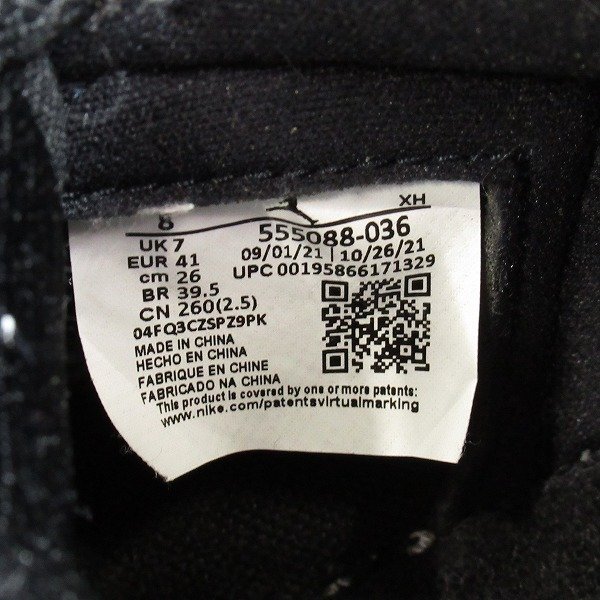 8 XH
UK 7 555088-036
EUR 41 09/01/21 | 10/26/21
cm 26 UPC 00195866171329
BR 39.5
CN 260(2.5)
04FQ3CZSPZ9PK
MADE IN CHINA
HECHO EN CHINA
FABRIQUE EN CHINE
FABRICADO NA CHINA
This product is covered by one or more patents:
www.nike.com/patentsvirtualmarking